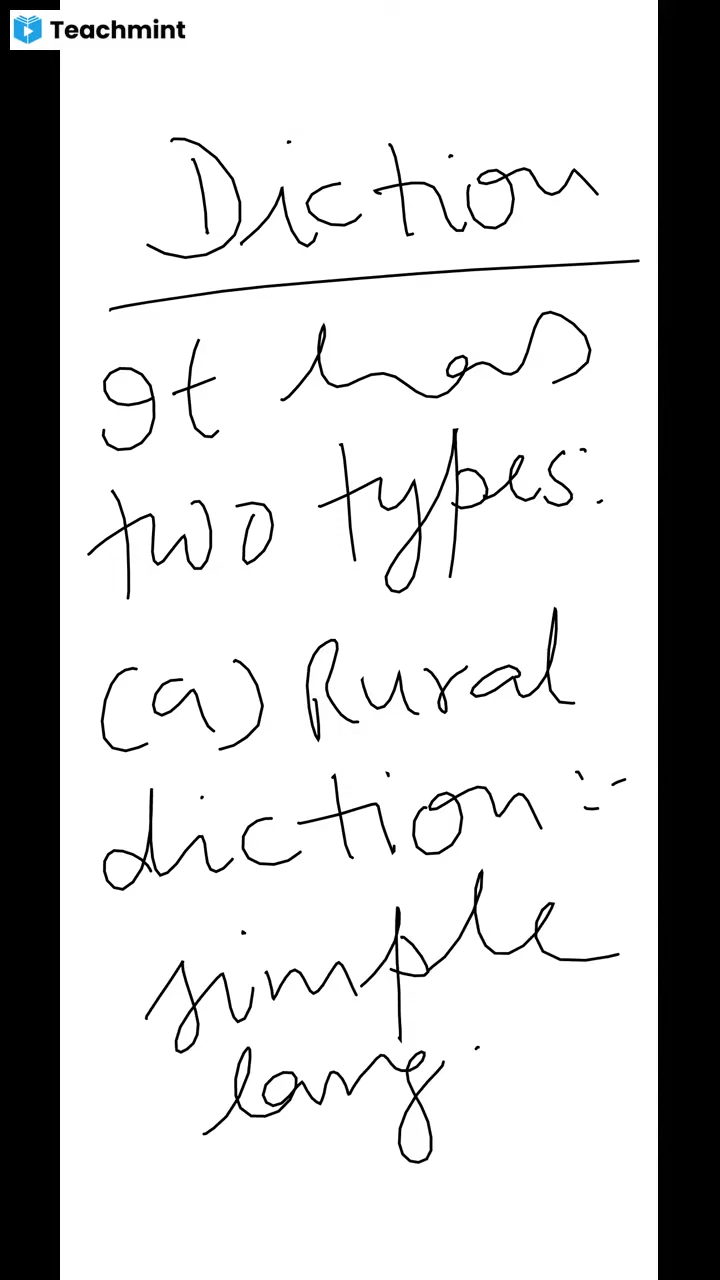 Teachmint
Diction
It has
two types:
(a) Rural
diction :-
simple
lang.